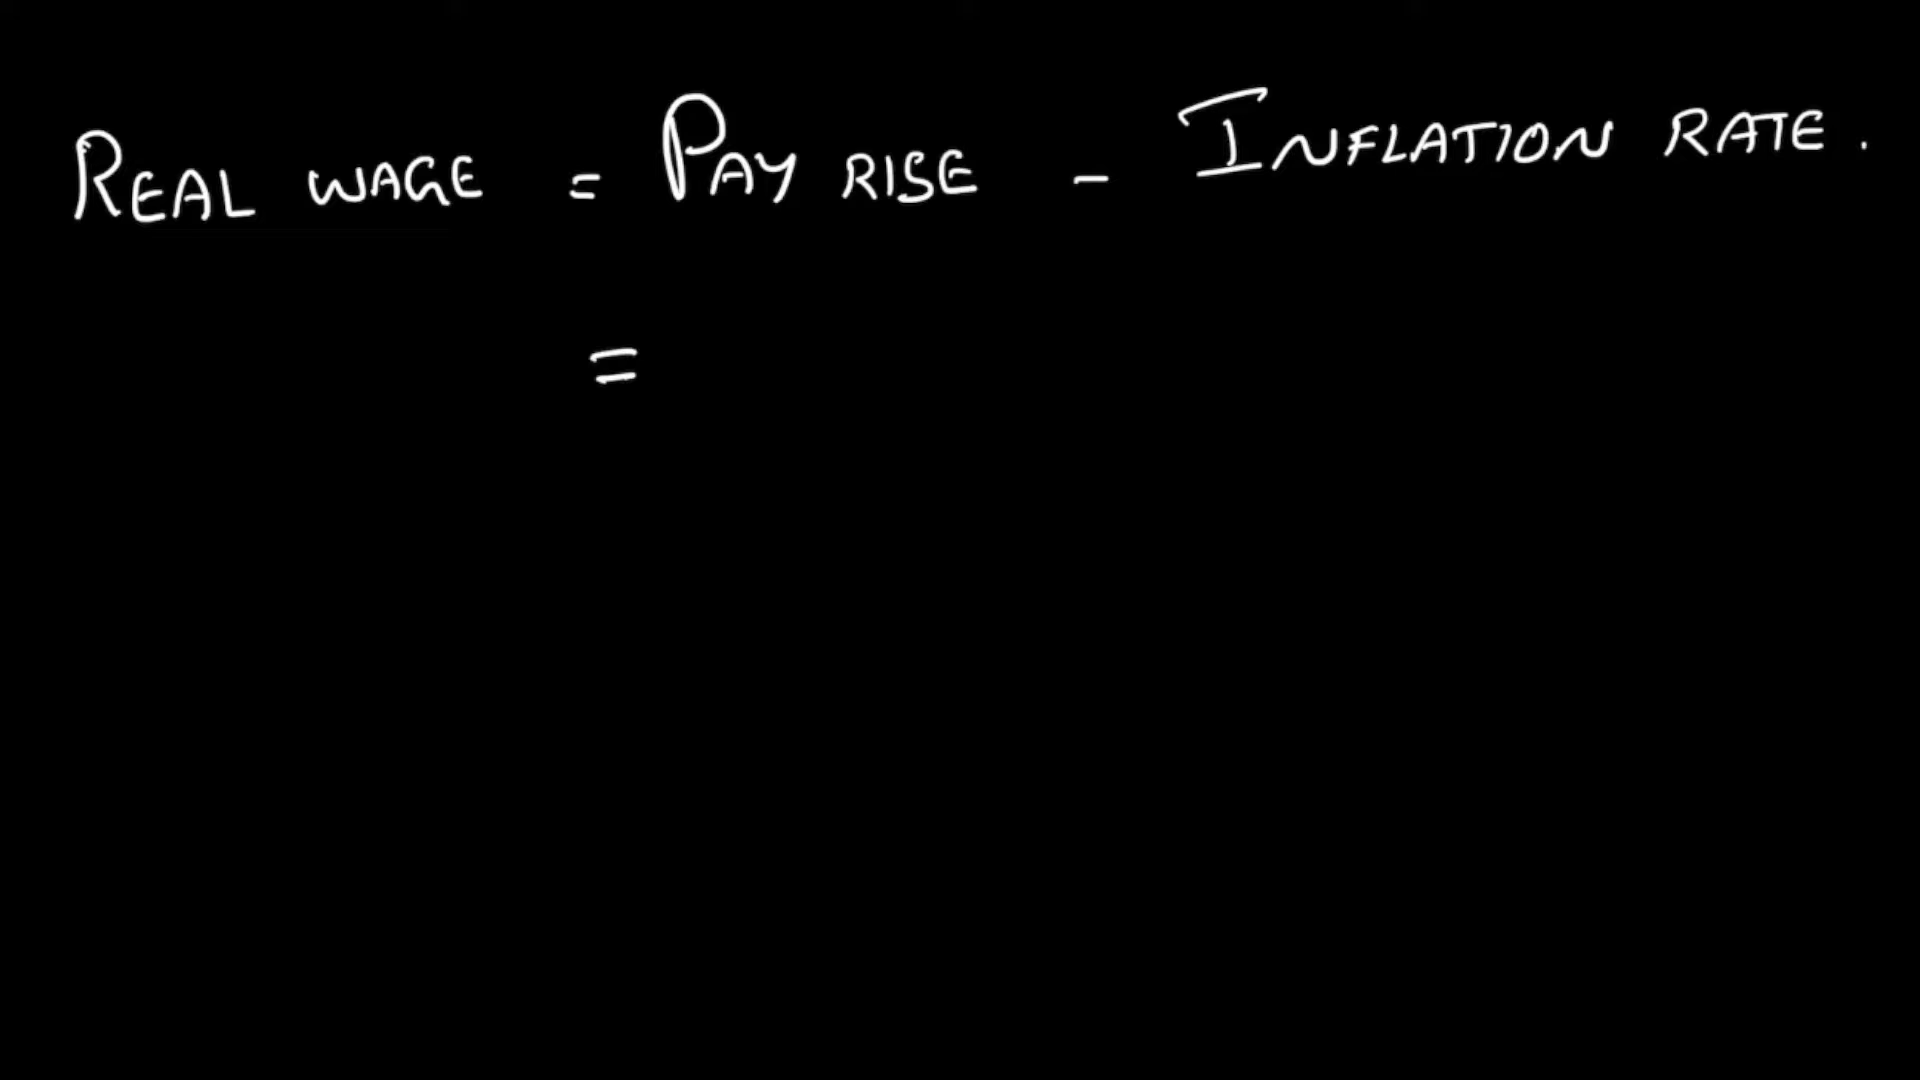 REAL WAGE = PAY RISE - INFLATION RATE.
=